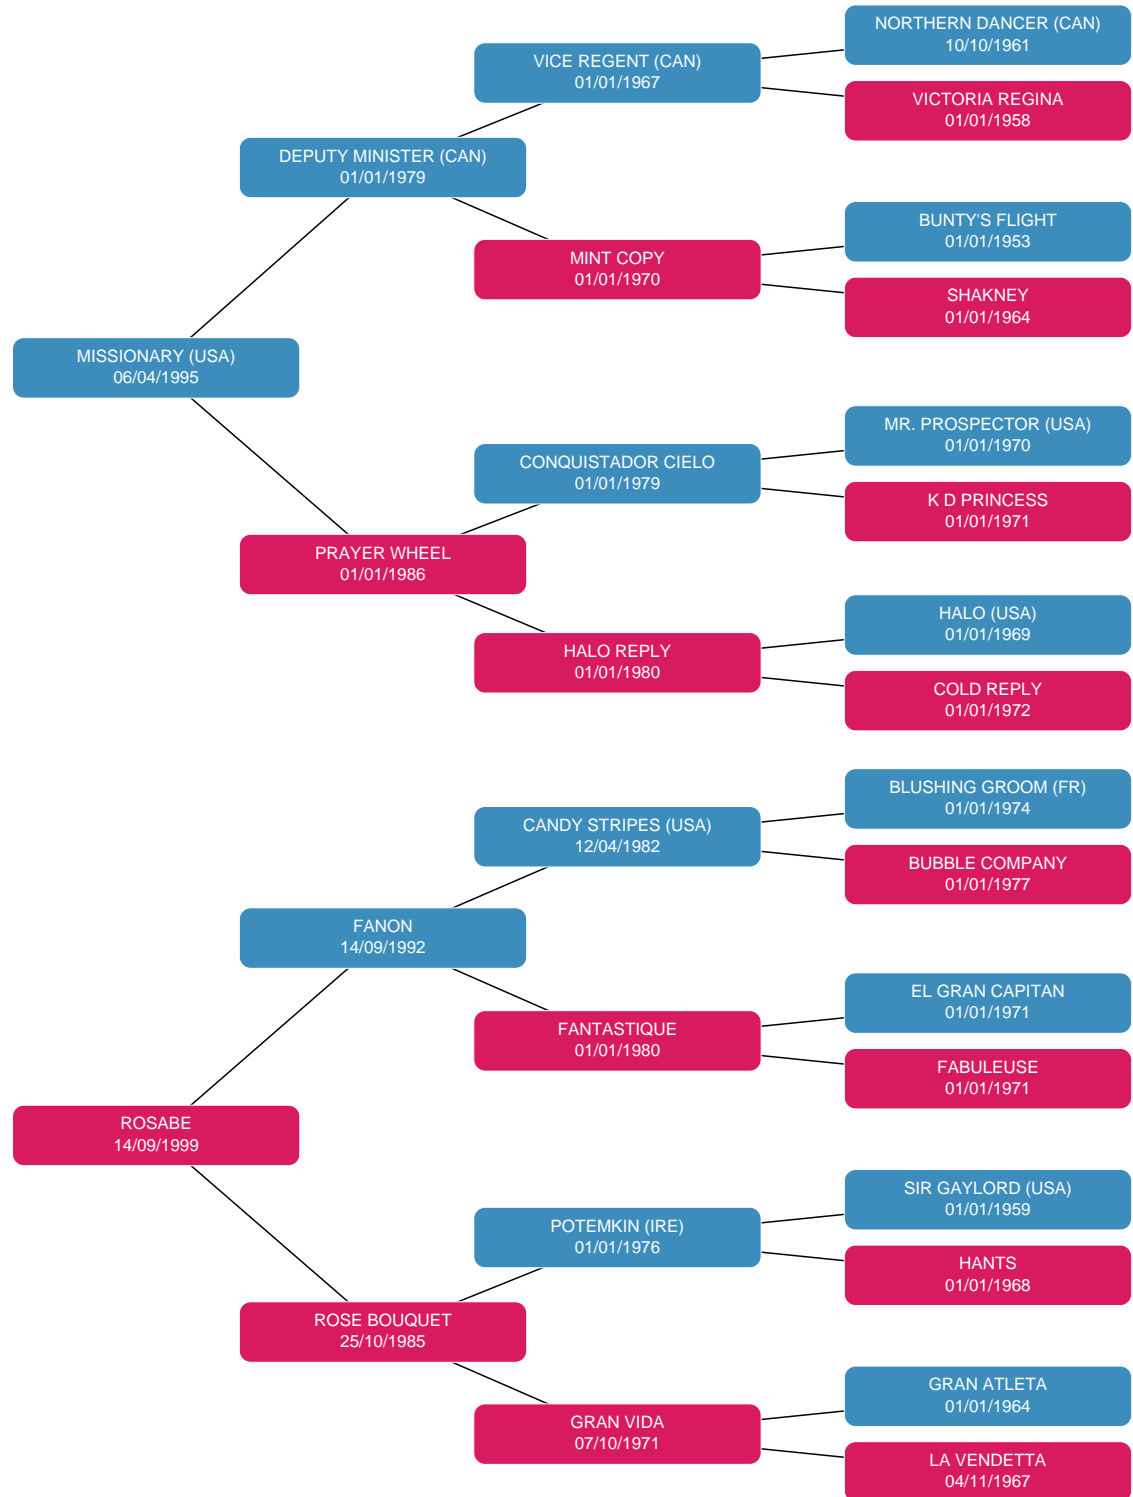 NORTHERN DANCER (CAN)
10/10/1961
VICE REGENT (CAN)
01/01/1967
VICTORIA REGINA
01/01/1958
DEPUTY MINISTER (CAN)
01/01/1979
BUNTY'S FLIGHT
01/01/1953
MINT COPY
01/01/1970
SHAKNEY
01/01/1964
MISSIONARY (USA)
06/04/1995
MR. PROSPECTOR (USA)
01/01/1970
CONQUISTADOR CIELO
01/01/1979
K D PRINCESS
01/01/1971
PRAYER WHEEL
01/01/1986
HALO (USA)
01/01/1969
HALO REPLY
01/01/1980
COLD REPLY
01/01/1972
BLUSHING GROOM (FR)
01/01/1974
CANDY STRIPES (USA)
12/04/1982
BUBBLE COMPANY
01/01/1977
FANON
14/09/1992
EL GRAN CAPITAN
01/01/1971
FANTASTIQUE
01/01/1980
FABULEUSE
01/01/1971
ROSABE
14/09/1999
SIR GAYLORD (USA)
01/01/1959
POTEMKIN (IRE)
01/01/1976
HANTS
01/01/1968
ROSE BOUQUET
25/10/1985
GRAN ATLETA
01/01/1964
GRAN VIDA
07/10/1971
LA VENDETTA
04/11/1967